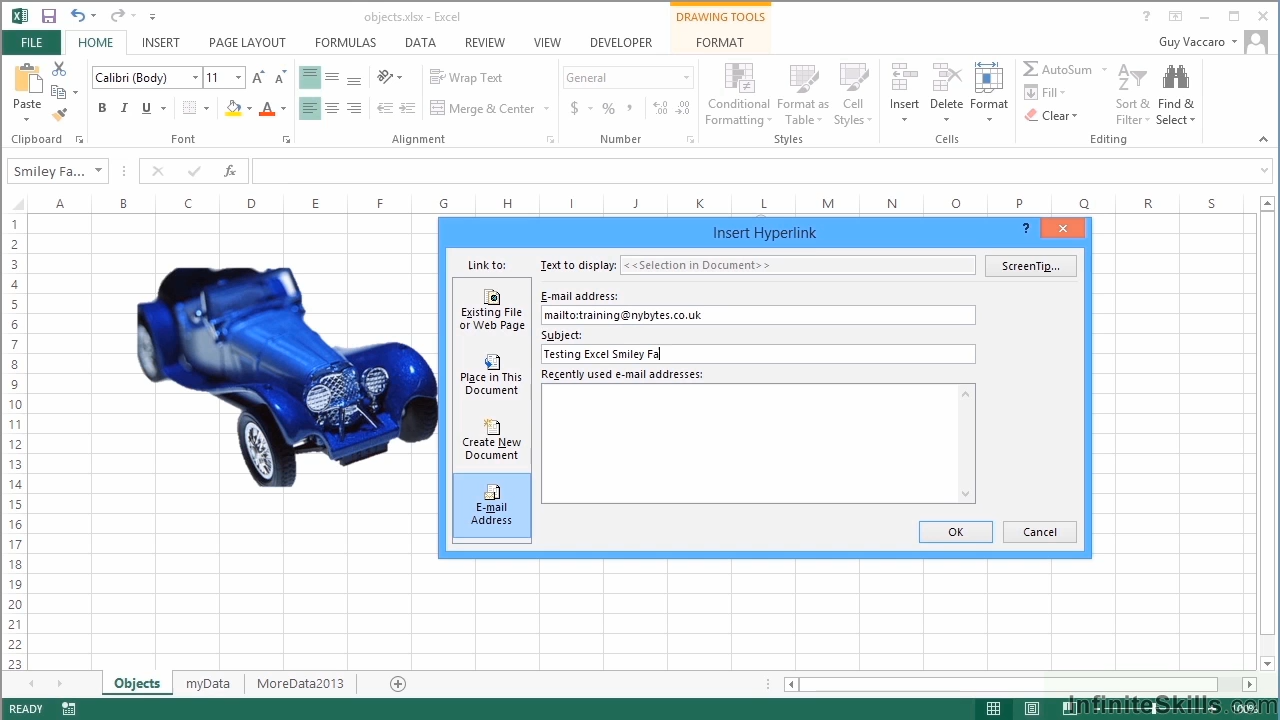 objects.xlsx - Excel
DRAWING TOOLS
?
FILE HOME INSERT PAGE LAYOUT FORMULAS DATA REVIEW VIEW DEVELOPER FORMAT Guy Vaccaro
Paste
Calibri (Body) 11
B I U A
Wrap Text
Merge & Center
General
$ % ,
Conditional Formatting
Format as Table
Cell Styles
Insert Delete Format
AutoSum
Fill
Clear
Sort & Filter
Find & Select
Clipboard Font Alignment Number Styles Cells Editing
Smiley Fa... fx
A B C D E F G H I J K L M N O P Q R S
1
2
3
4
5
6
7
8
9
10
11
12
13
14
15
16
17
18
19
20
21
22
23
Insert Hyperlink
?
Link to:
Text to display: <<Selection in Document>>
ScreenTip...
Existing File
or Web Page
Place in This
Document
Create New
Document
E-mail
Address
E-mail address:
mailto:training@nybytes.co.uk
Subject:
Testing Excel Smiley Fa
Recently used e-mail addresses:
OK Cancel
Objects myData MoreData2013
READY
100%
InfiniteSkills.com